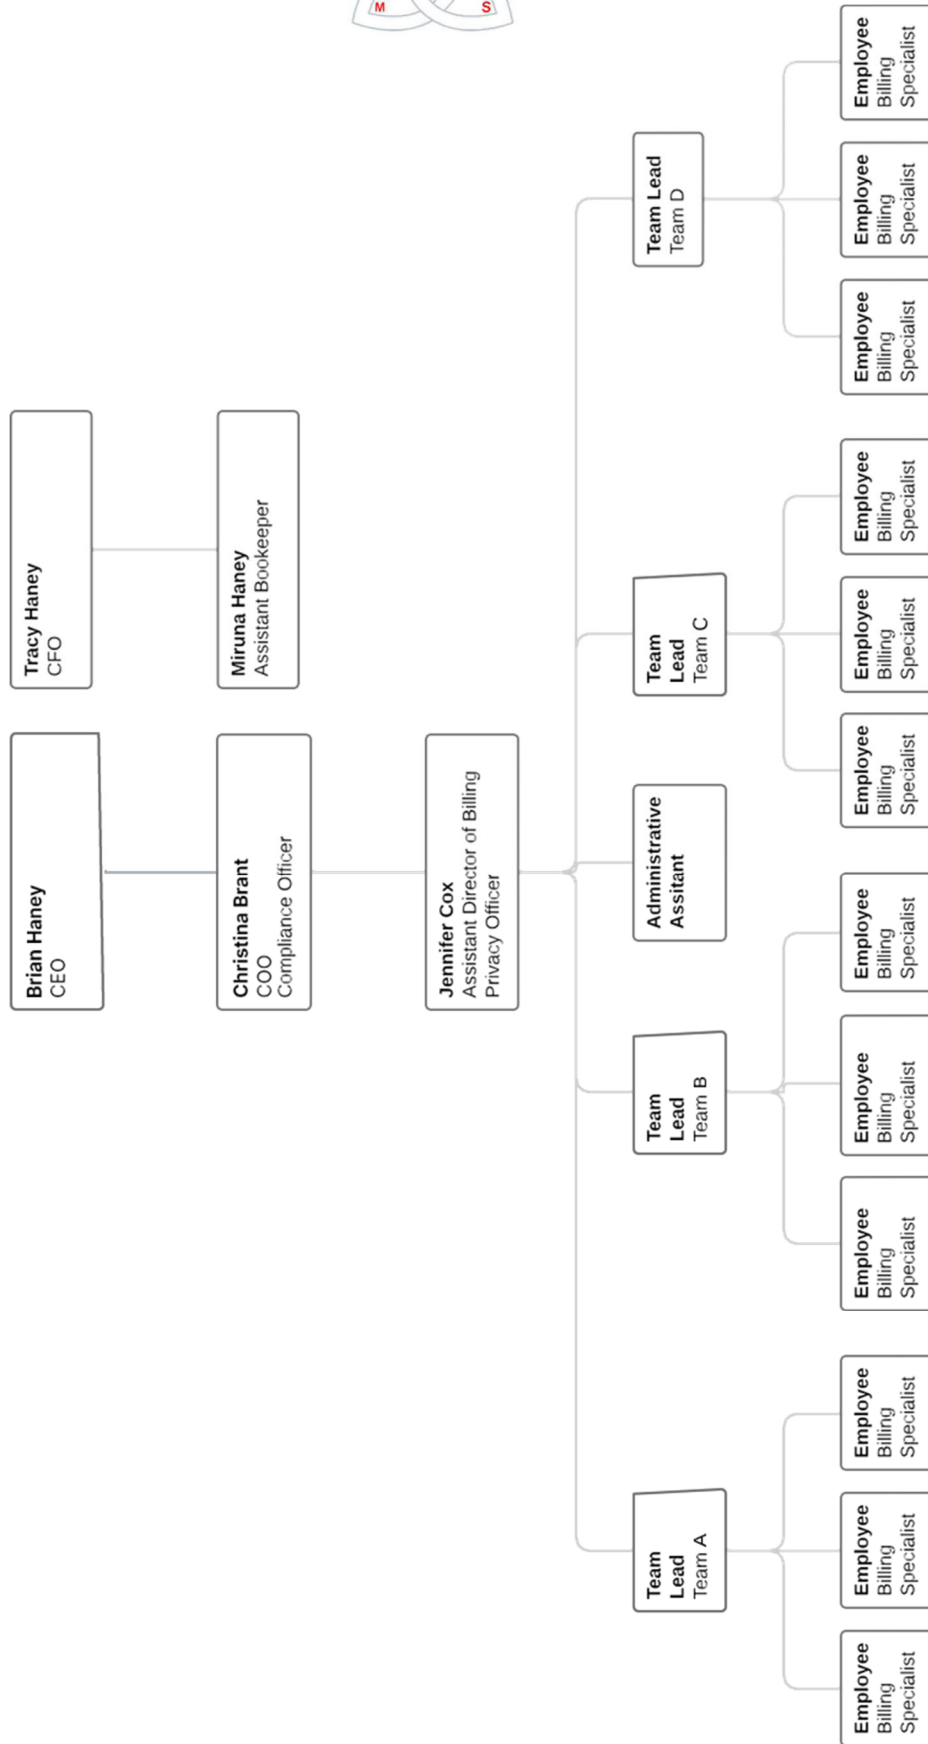 M
S
Brian Haney
CEO
Tracy Haney
CFO
Christina Brant
COO
Compliance Officer
Miruna Haney
Assistant Bookkeeper
Jennifer Cox
Assistant Director of Billing
Privacy Officer
Team
Lead
Team A
Team
Lead
Team B
Administrative
Assitant
Team
Lead
Team C
Team Lead
Team D
Employee
Billing
Specialist
Employee
Billing
Specialist
Employee
Billing
Specialist
Employee
Billing
Specialist
Employee
Billing
Specialist
Employee
Billing
Specialist
Employee
Billing
Specialist
Employee
Billing
Specialist
Employee
Billing
Specialist
Employee
Billing
Specialist
Employee
Billing
Specialist
Employee
Billing
Specialist